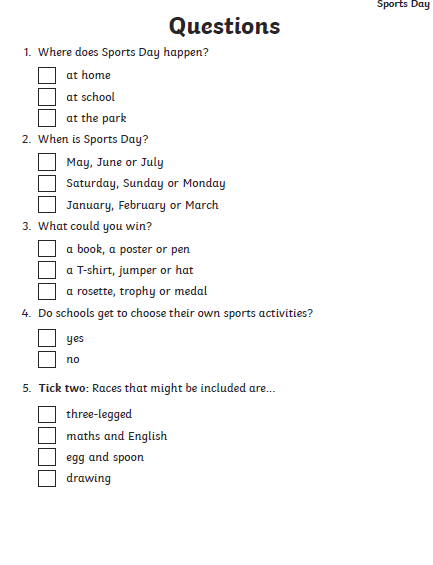 Sports Day
Questions
1. Where does Sports Day happen?
at home
at school
at the park
2. When is Sports Day?
May, June or July
Saturday, Sunday or Monday
January, February or March
3. What could you win?
a book, a poster or pen
a T-shirt, jumper or hat
a rosette, trophy or medal
4. Do schools get to choose their own sports activities?
yes
no
5. Tick two: Races that might be included are...
three-legged
maths and English
egg and spoon
drawing